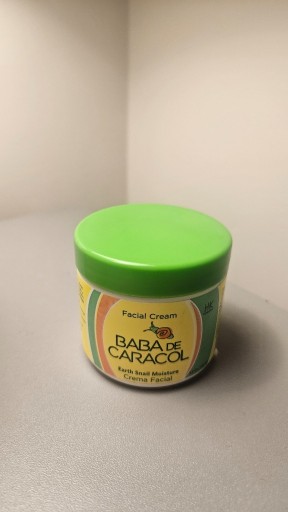 Facial Cream
BABA DE
CARACOL
Earth Snail Moisture
Crema Facial